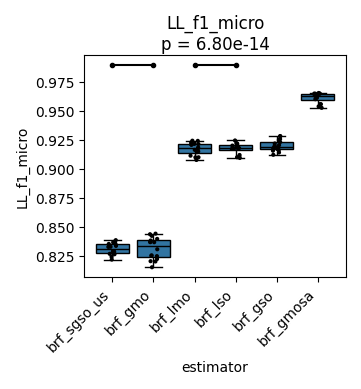 LL_f1_micro
p = 6.80e-14
LL_f1_micro
0.975
0.950
0.925
0.900
0.875
0.850
0.825
brf_sgso_us
brf_gmo
brf_lmo
brf_lso
brf_gso
brf_gmosa
estimator